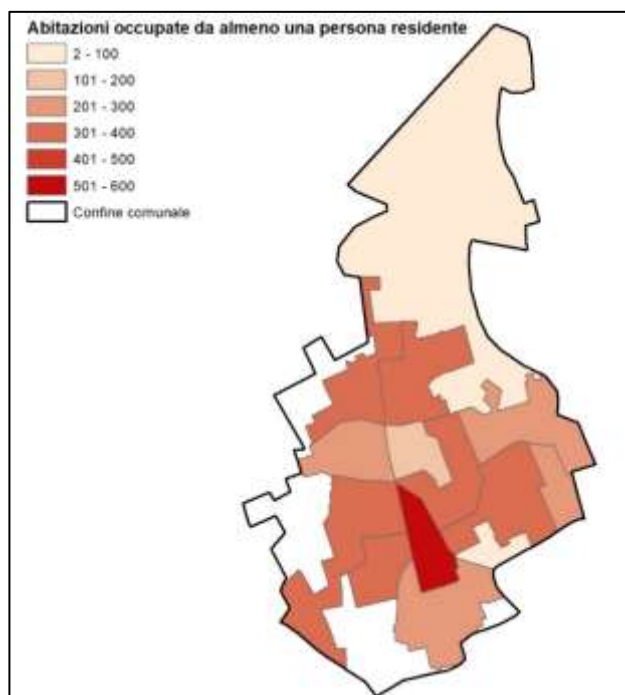 Abitazioni occupate da almeno una persona residente
2 - 100
101 - 200
201 - 300
301 - 400
401 - 500
501 - 600
Confine comunale